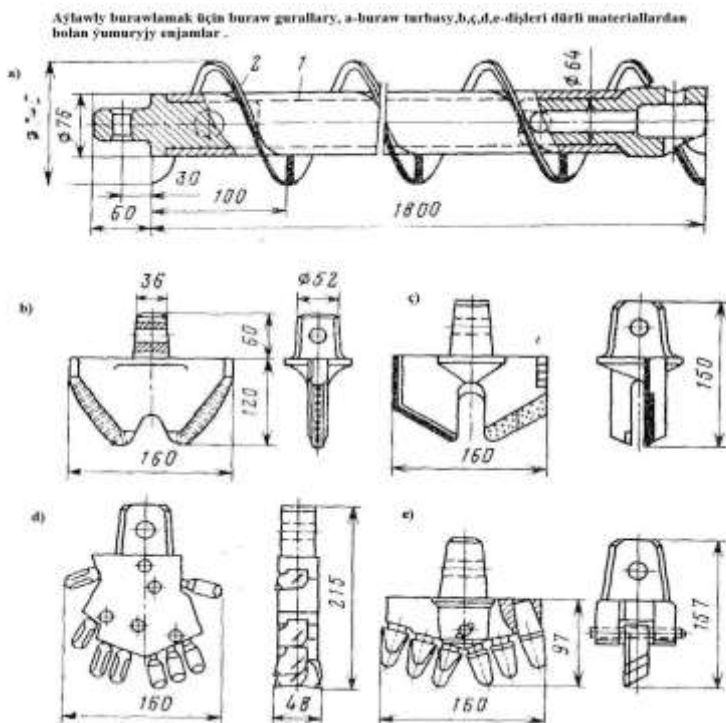 Aýlawly burawlamak üçin buraw gurallary, a-buraw turbasy,b,ç,d,e-dişleri dürli materiallardan
bolan ýumuryjy enjamlar .
a)
2
1
ø64
ø
ø76
30
100
60
1800
b)
36
ø52
60
120
160
ç)
150
160
d)
215
160
48
e)
97
157
160